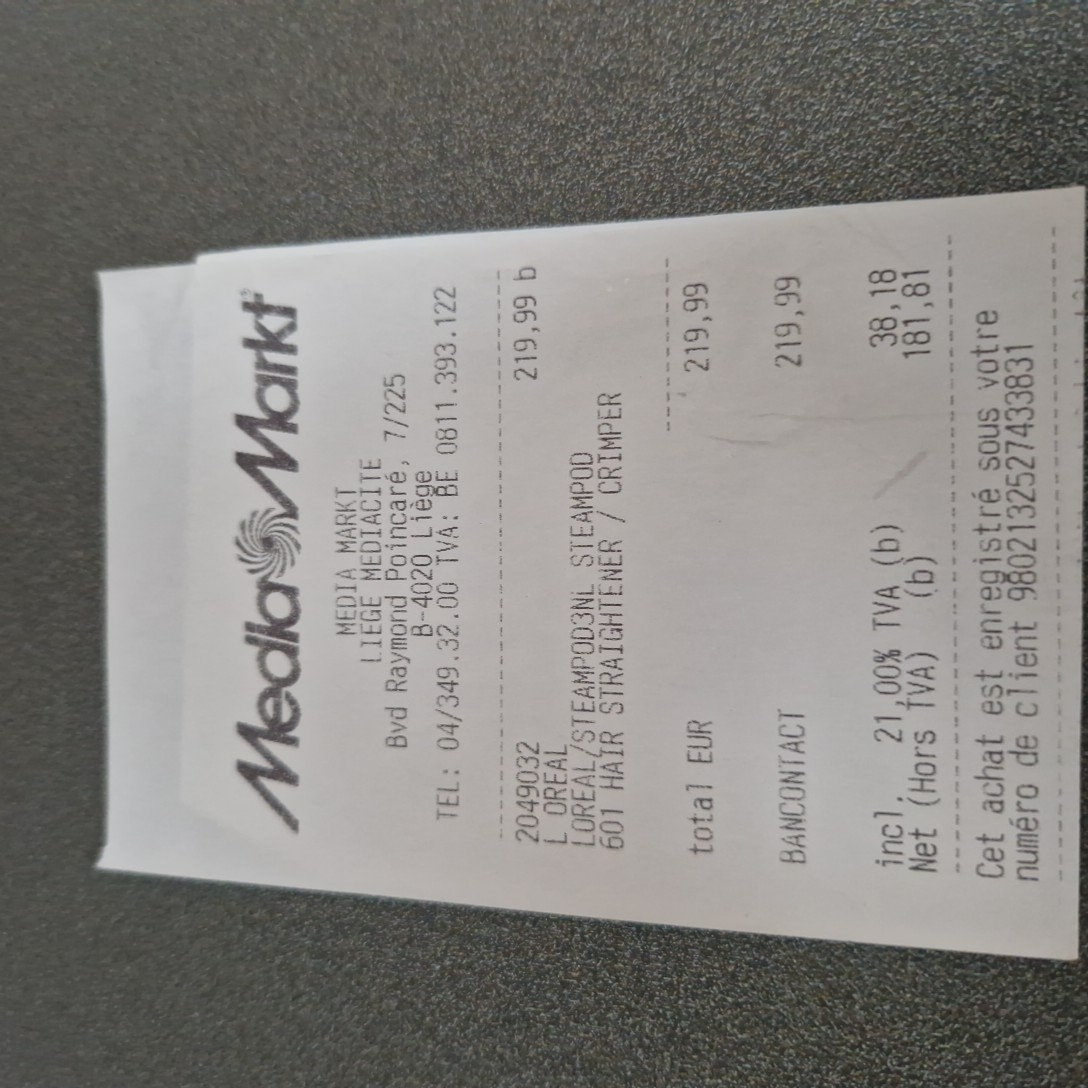 MediaMarkt
MEDIA MARKT
LIEGE MEDIACITE
Bvd Raymond Poincaré, 7/225
B-4020 Liège
TEL: 04/349.32.00 TVA: BE 0811.393.122
2049032 219,99 b
L OREAL
LOREAL/STEAMPOD3NL STEAMPOD
601 HAIR STRAIGHTENER / CRIMPER
total EUR 219,99
BANCONTACT 219,99
incl. 21,00% TVA (b) 38,18
Net (Hors TVA) (b) 181,81
Cet achat est enregistré sous votre
numéro de client 9802132527433831